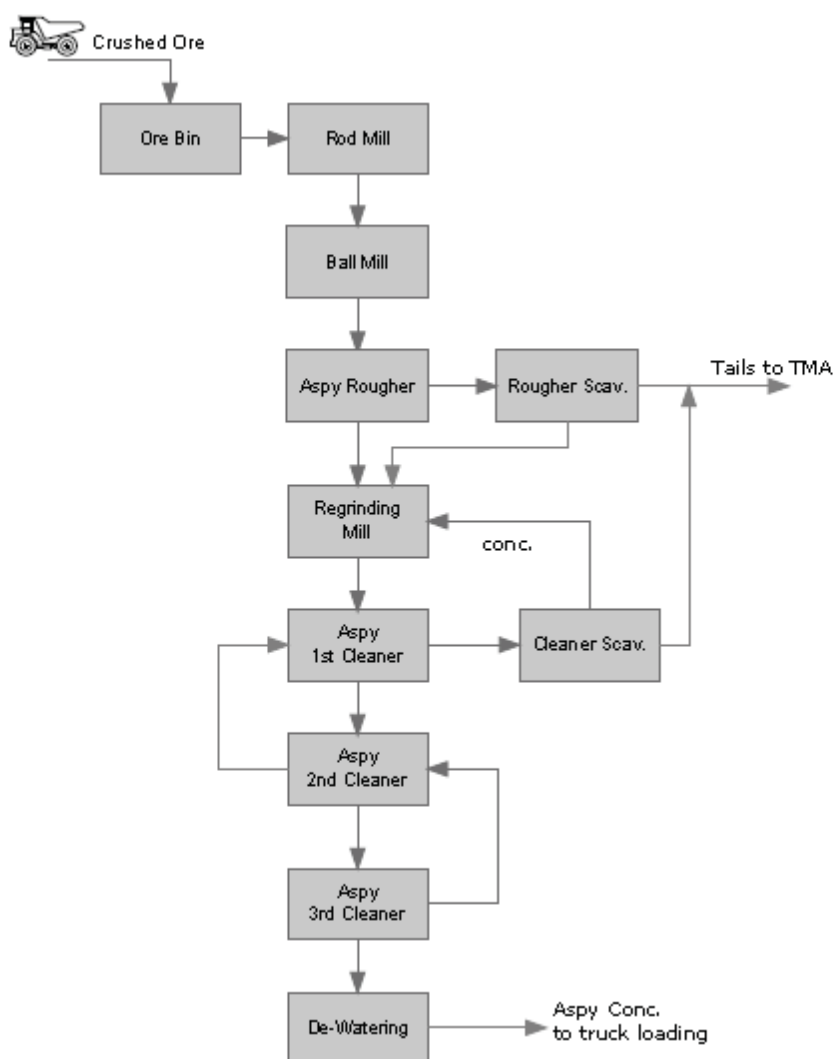 Crushed Ore
Ore Bin
Rod Mill
Ball Mill
Aspy Rougher
Rougher Scav.
Tails to TMA
Regrinding
Mill
conc.
Aspy
1st Cleaner
Cleaner Scav.
Aspy
2nd Cleaner
Aspy
3rd Cleaner
De-Watering
Aspy Conc.
to truck loading